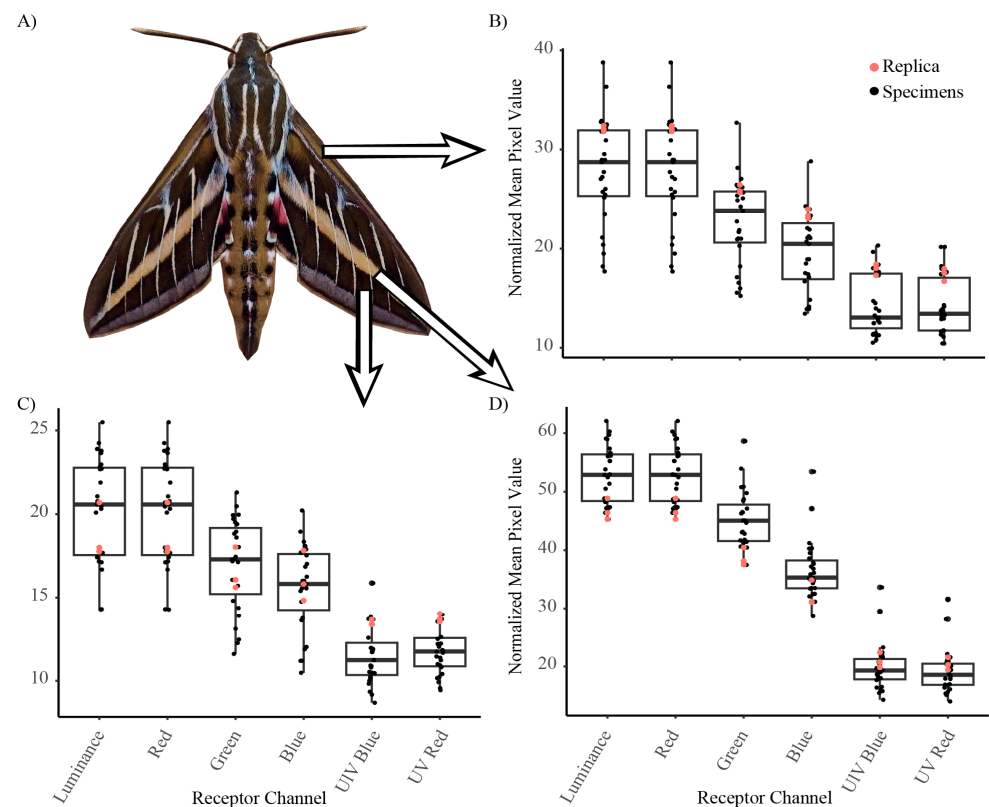 A)
B)
Normalized Mean Pixel Value
40
30
20
10
Replica
Specimens
C)
25
20
15
10
Luminance
Red
Green
Blue
UIV Blue
UV Red
Receptor Channel
D)
Normalized Mean Pixel Value
60
50
40
30
20
Luminance
Red
Green
Blue
UIV Blue
UV Red
Receptor Channel